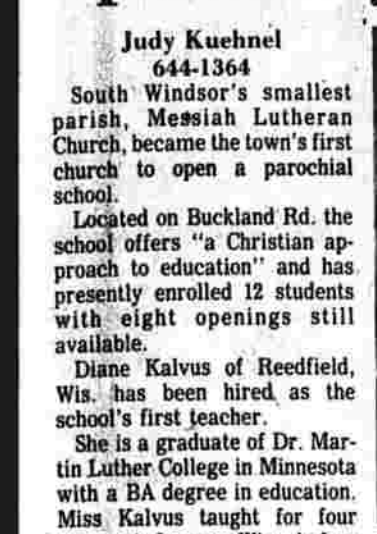 Judy Kuehnel
644-1364
South Windsor's smallest
parish, Messiah Lutheran
Church, became the town's first
church to open a parochial
school.
Located on Buckland Rd. the
school offers "a Christian ap-
proach to education" and has
presently enrolled 12 students
with eight openings still
available.
Diane Kalvus of Reedfield,
Wis. has been hired as the
school's first teacher.
She is a graduate of Dr. Mar-
tin Luther College in Minnesota
with a BA degree in education.
Miss Kalvus taught for four